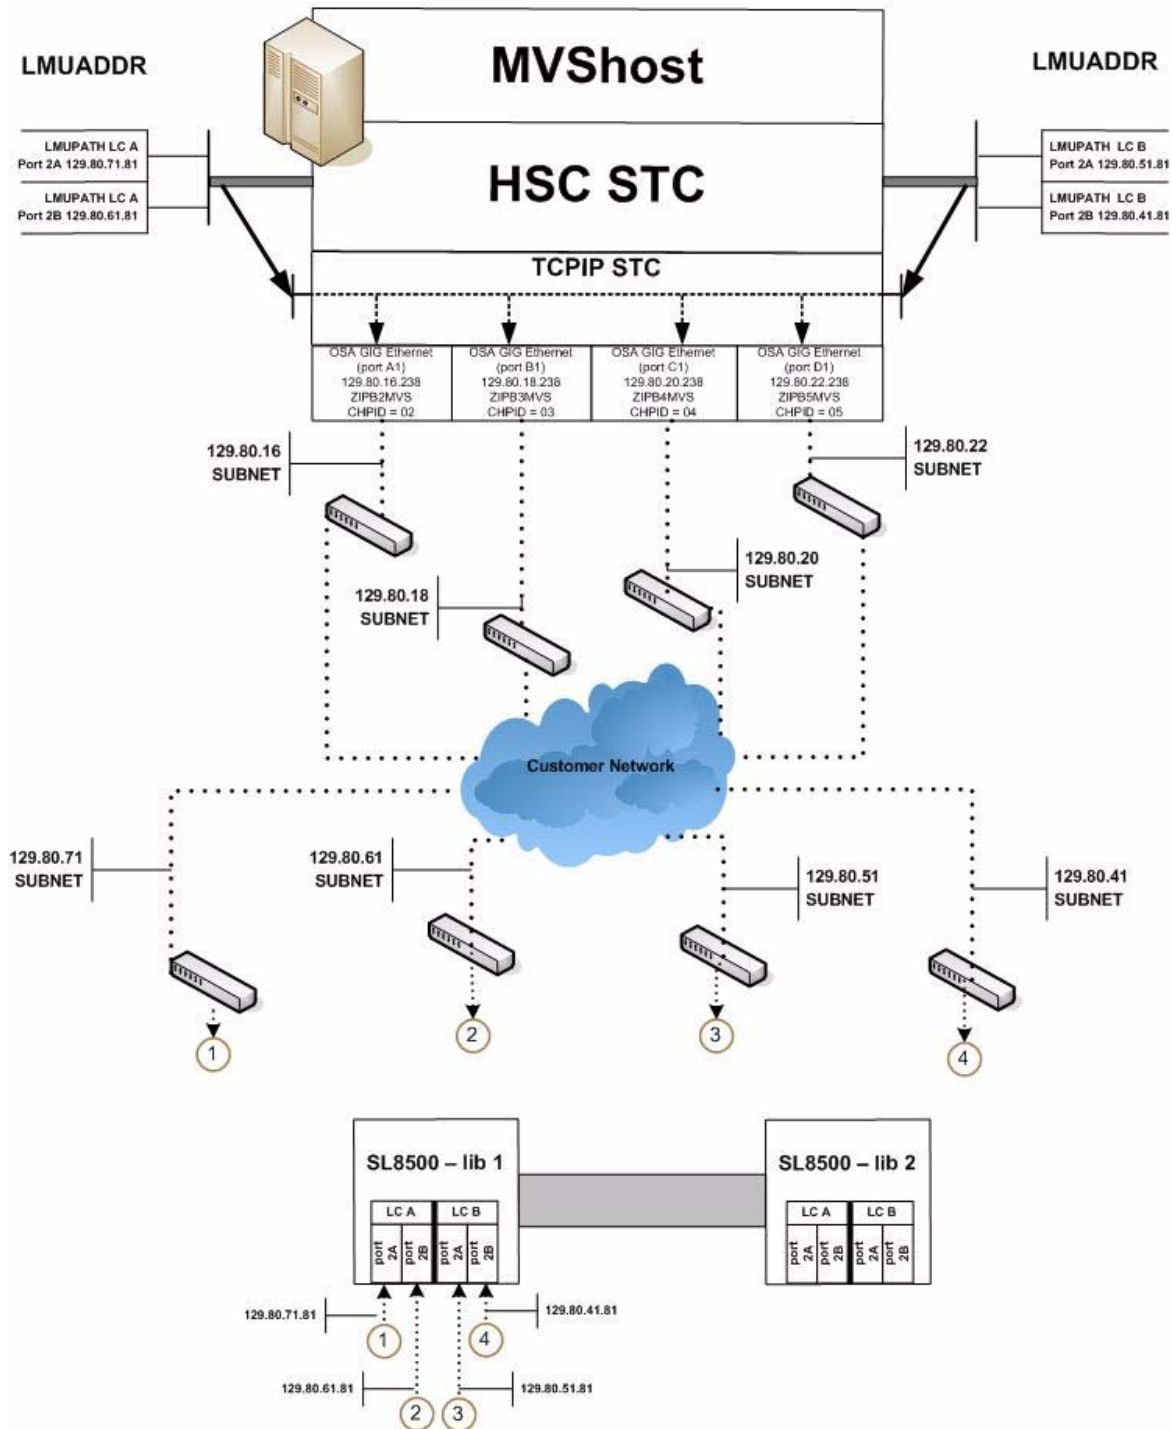 MVShost
LMUADDR
LMUADDR
LMUPATH LC A
Port 2A 129.80.71.81
LMUPATH LC A
Port 2B 129.80.61.81
HSC STC
LMUPATH LC B
Port 2A 129.80.51.81
LMUPATH LC B
Port 2B 129.80.41.81
TCPIP STC
OSA GIG Ethernet
(port A1)
129.80.16.238
ZIPB2MVS
CHPID = 02
OSA GIG Ethernet
(port B1)
129.80.18.238
ZIPB3MVS
CHPID = 03
OSA GIG Ethernet
(port C1)
129.80.20.238
ZIPB4MVS
CHPID = 04
OSA GIG Ethernet
(port D1)
129.80.22.238
ZIPB5MVS
CHPID = 05
129.80.16
SUBNET
129.80.22
SUBNET
129.80.18
SUBNET
129.80.20
SUBNET
Customer Network
129.80.71
SUBNET
129.80.61
SUBNET
129.80.51
SUBNET
129.80.41
SUBNET
1
2
3
4
SL8500 – lib 1
LC A
LC B
port 2A
port 2B
port 2A
port 2B
SL8500 – lib 2
LC A
LC B
port 2A
port 2B
port 2A
port 2B
129.80.71.81
1
4
129.80.41.81
129.80.61.81
2
3
129.80.51.81